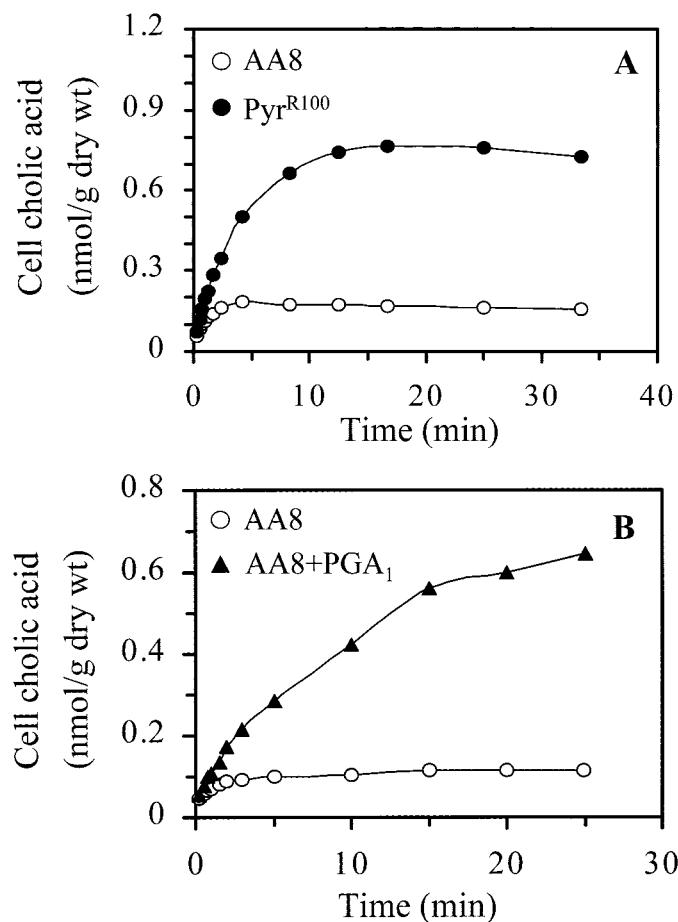 1.2
0.9
0.6
0.3
0
AA8
Pyr^R100
A
Cell cholic acid
(nmol/g dry wt)
0 10 20 30 40
Time (min)
0.8
0.6
0.4
0.2
0
AA8
AA8+PGA₁
B
Cell cholic acid
(nmol/g dry wt)
0 10 20 30
Time (min)